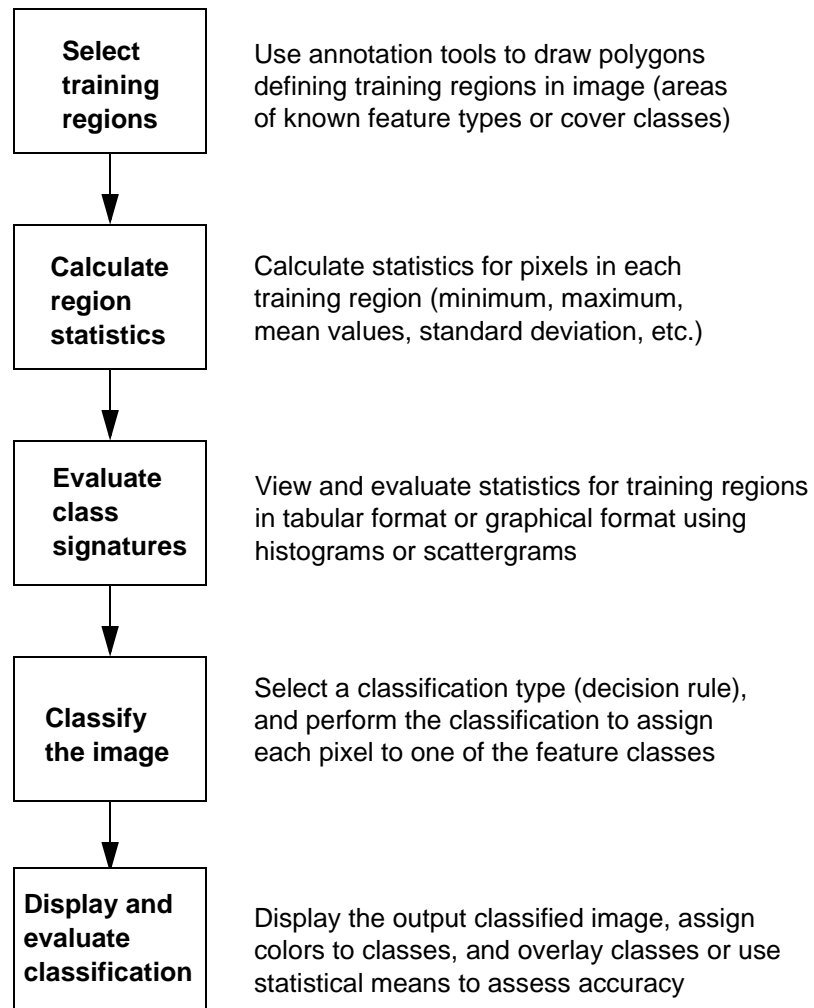 Select
training
regions
Use annotation tools to draw polygons
defining training regions in image (areas
of known feature types or cover classes)
Calculate
region
statistics
Calculate statistics for pixels in each
training region (minimum, maximum,
mean values, standard deviation, etc.)
Evaluate
class
signatures
View and evaluate statistics for training regions
in tabular format or graphical format using
histograms or scattergrams
Classify
the image
Select a classification type (decision rule),
and perform the classification to assign
each pixel to one of the feature classes
Display and
evaluate
classification
Display the output classified image, assign
colors to classes, and overlay classes or use
statistical means to assess accuracy